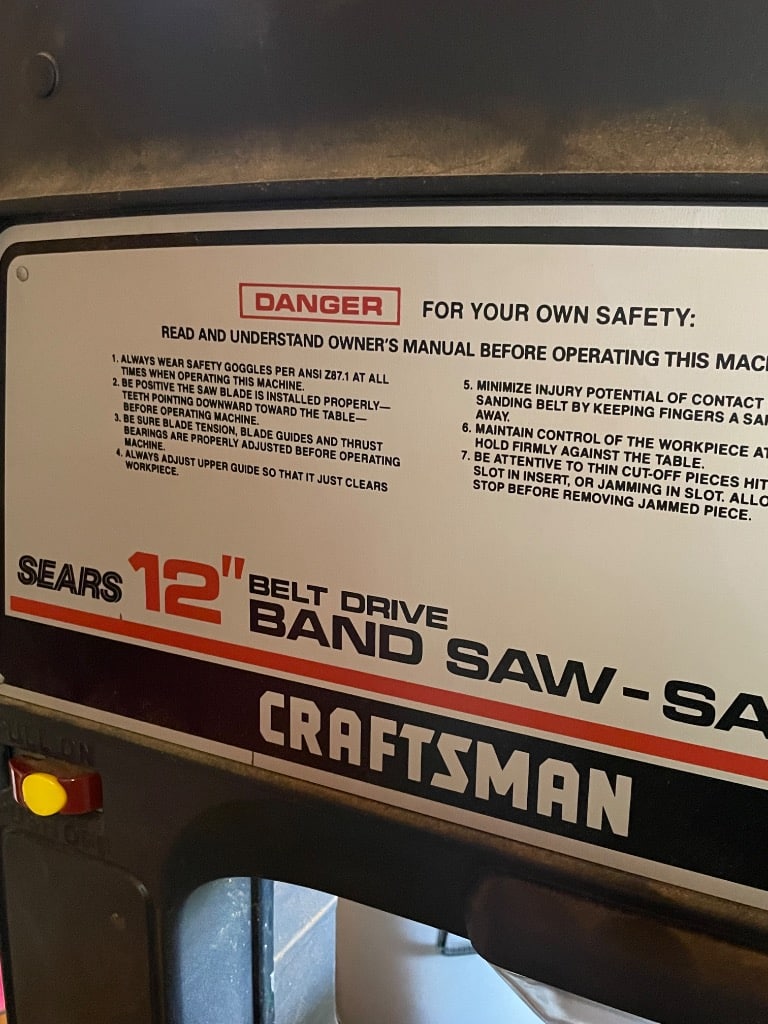 DANGER FOR YOUR OWN SAFETY:
READ AND UNDERSTAND OWNER'S MANUAL BEFORE OPERATING THIS
1. ALWAYS WEAR SAFETY GOGGLES PER ANSI Z87.1 AT ALL
TIMES WHEN OPERATING THIS MACHINE.
2. BE POSITIVE THE SAW BLADE IS INSTALLED PROPERLY—
TEETH POINTING DOWNWARD TOWARD THE TABLE—
BEFORE OPERATING MACHINE.
3. BE SURE BLADE TENSION, BLADE GUIDES AND THRUST
BEARINGS ARE PROPERLY ADJUSTED BEFORE OPERATING
MACHINE.
4. ALWAYS ADJUST UPPER GUIDE SO THAT IT JUST CLEARS
WORKPIECE.
5. MINIMIZE INJURY POTENTIAL OF CONTACT
SANDING BELT BY KEEPING FINGERS A
AWAY.
6. MAINTAIN CONTROL OF THE WORKPIECE
HOLD FIRMLY AGAINST THE TABLE.
7. BE ATTENTIVE TO THIN CUT-OFF PIECES
SLOT IN INSERT, OR JAMMING IN SLOT.
STOP BEFORE REMOVING JAMMED PIECE.
SEARS 12" BELT DRIVE
BAND SAW-SA
CRAFTSMAN
ON